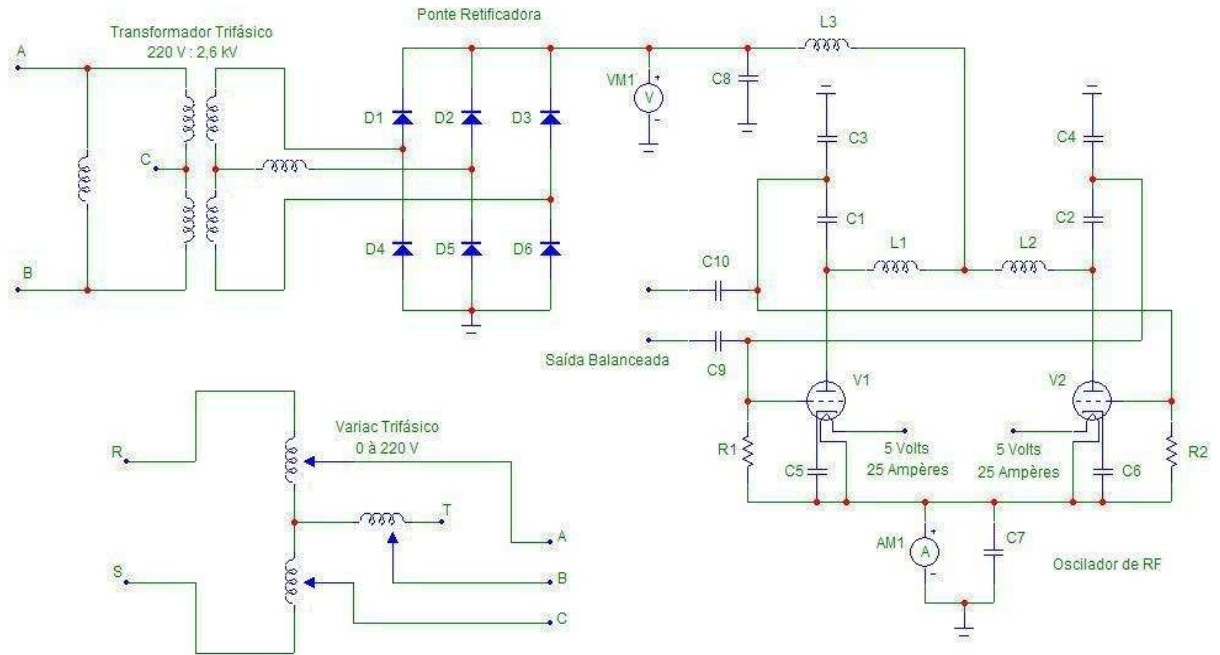 Ponte Retificadora
Transformador Trifásico
220 V : 2,6 kV
A
B
C
D1
D2
D3
D4
D5
D6
VM1
+
V
-
C8
L3
C3
C4
C1
C2
L1
L2
C10
C9
Saída Balanceada
V1
V2
R1
R2
5 Volts
25 Ampères
5 Volts
25 Ampères
C5
C6
AM1
+
A
-
C7
Oscilador de RF
Variac Trifásico
0 à 220 V
R
S
T
A
B
C